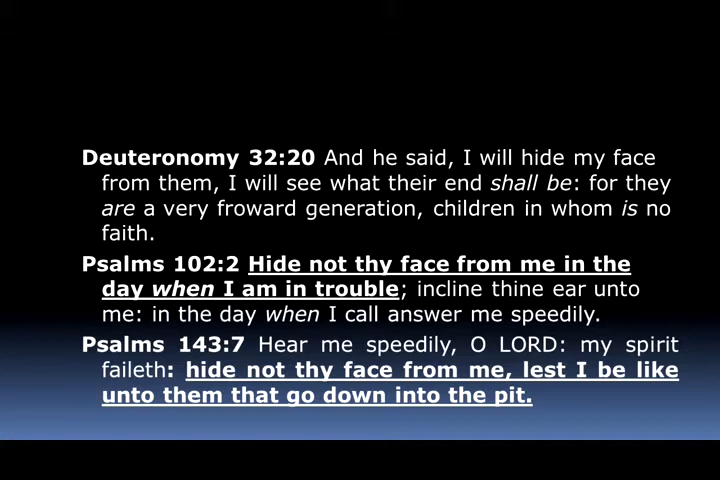 Deuteronomy 32:20 And he said, I will hide my face
from them, I will see what their end shall be: for they
are a very froward generation, children in whom is no
faith.
Psalms 102:2 Hide not thy face from me in the
day when I am in trouble; incline thine ear unto
me: in the day when I call answer me speedily.
Psalms 143:7 Hear me speedily, O LORD: my spirit
faileth: hide not thy face from me, lest I be like
unto them that go down into the pit.